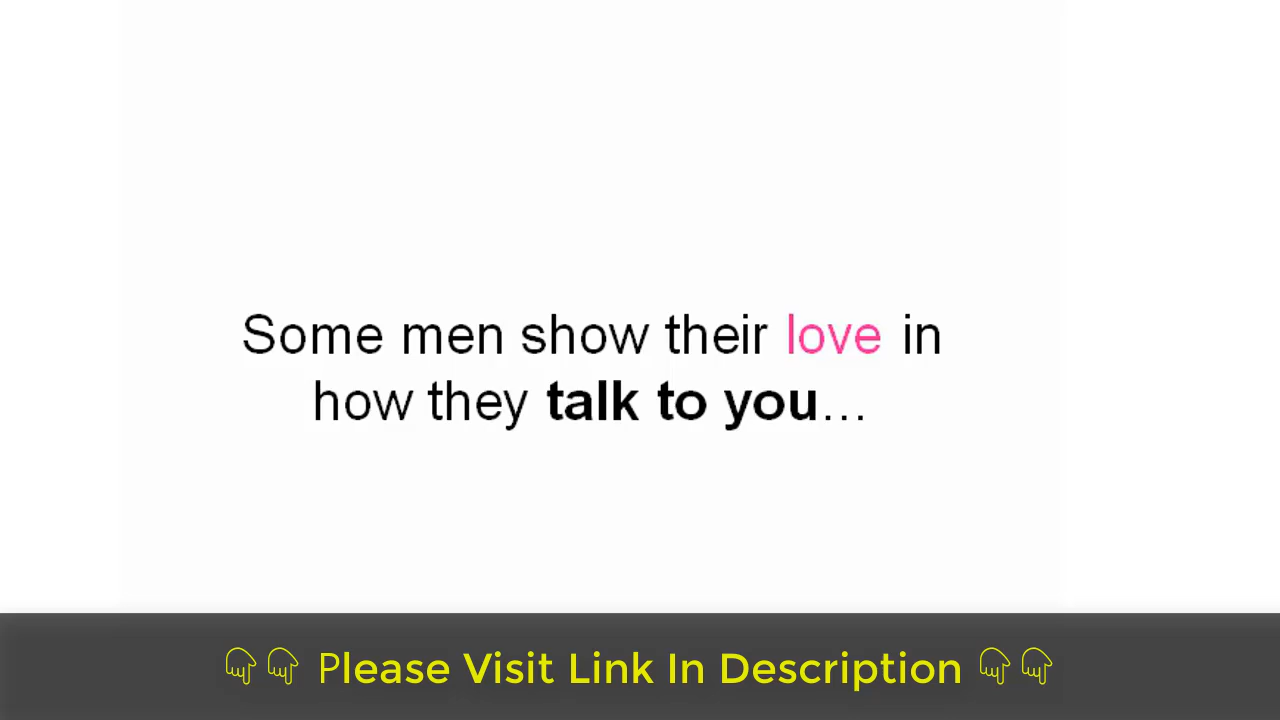 Some men show their love in
how they talk to you...
👇👇 Please Visit Link In Description 👇👇